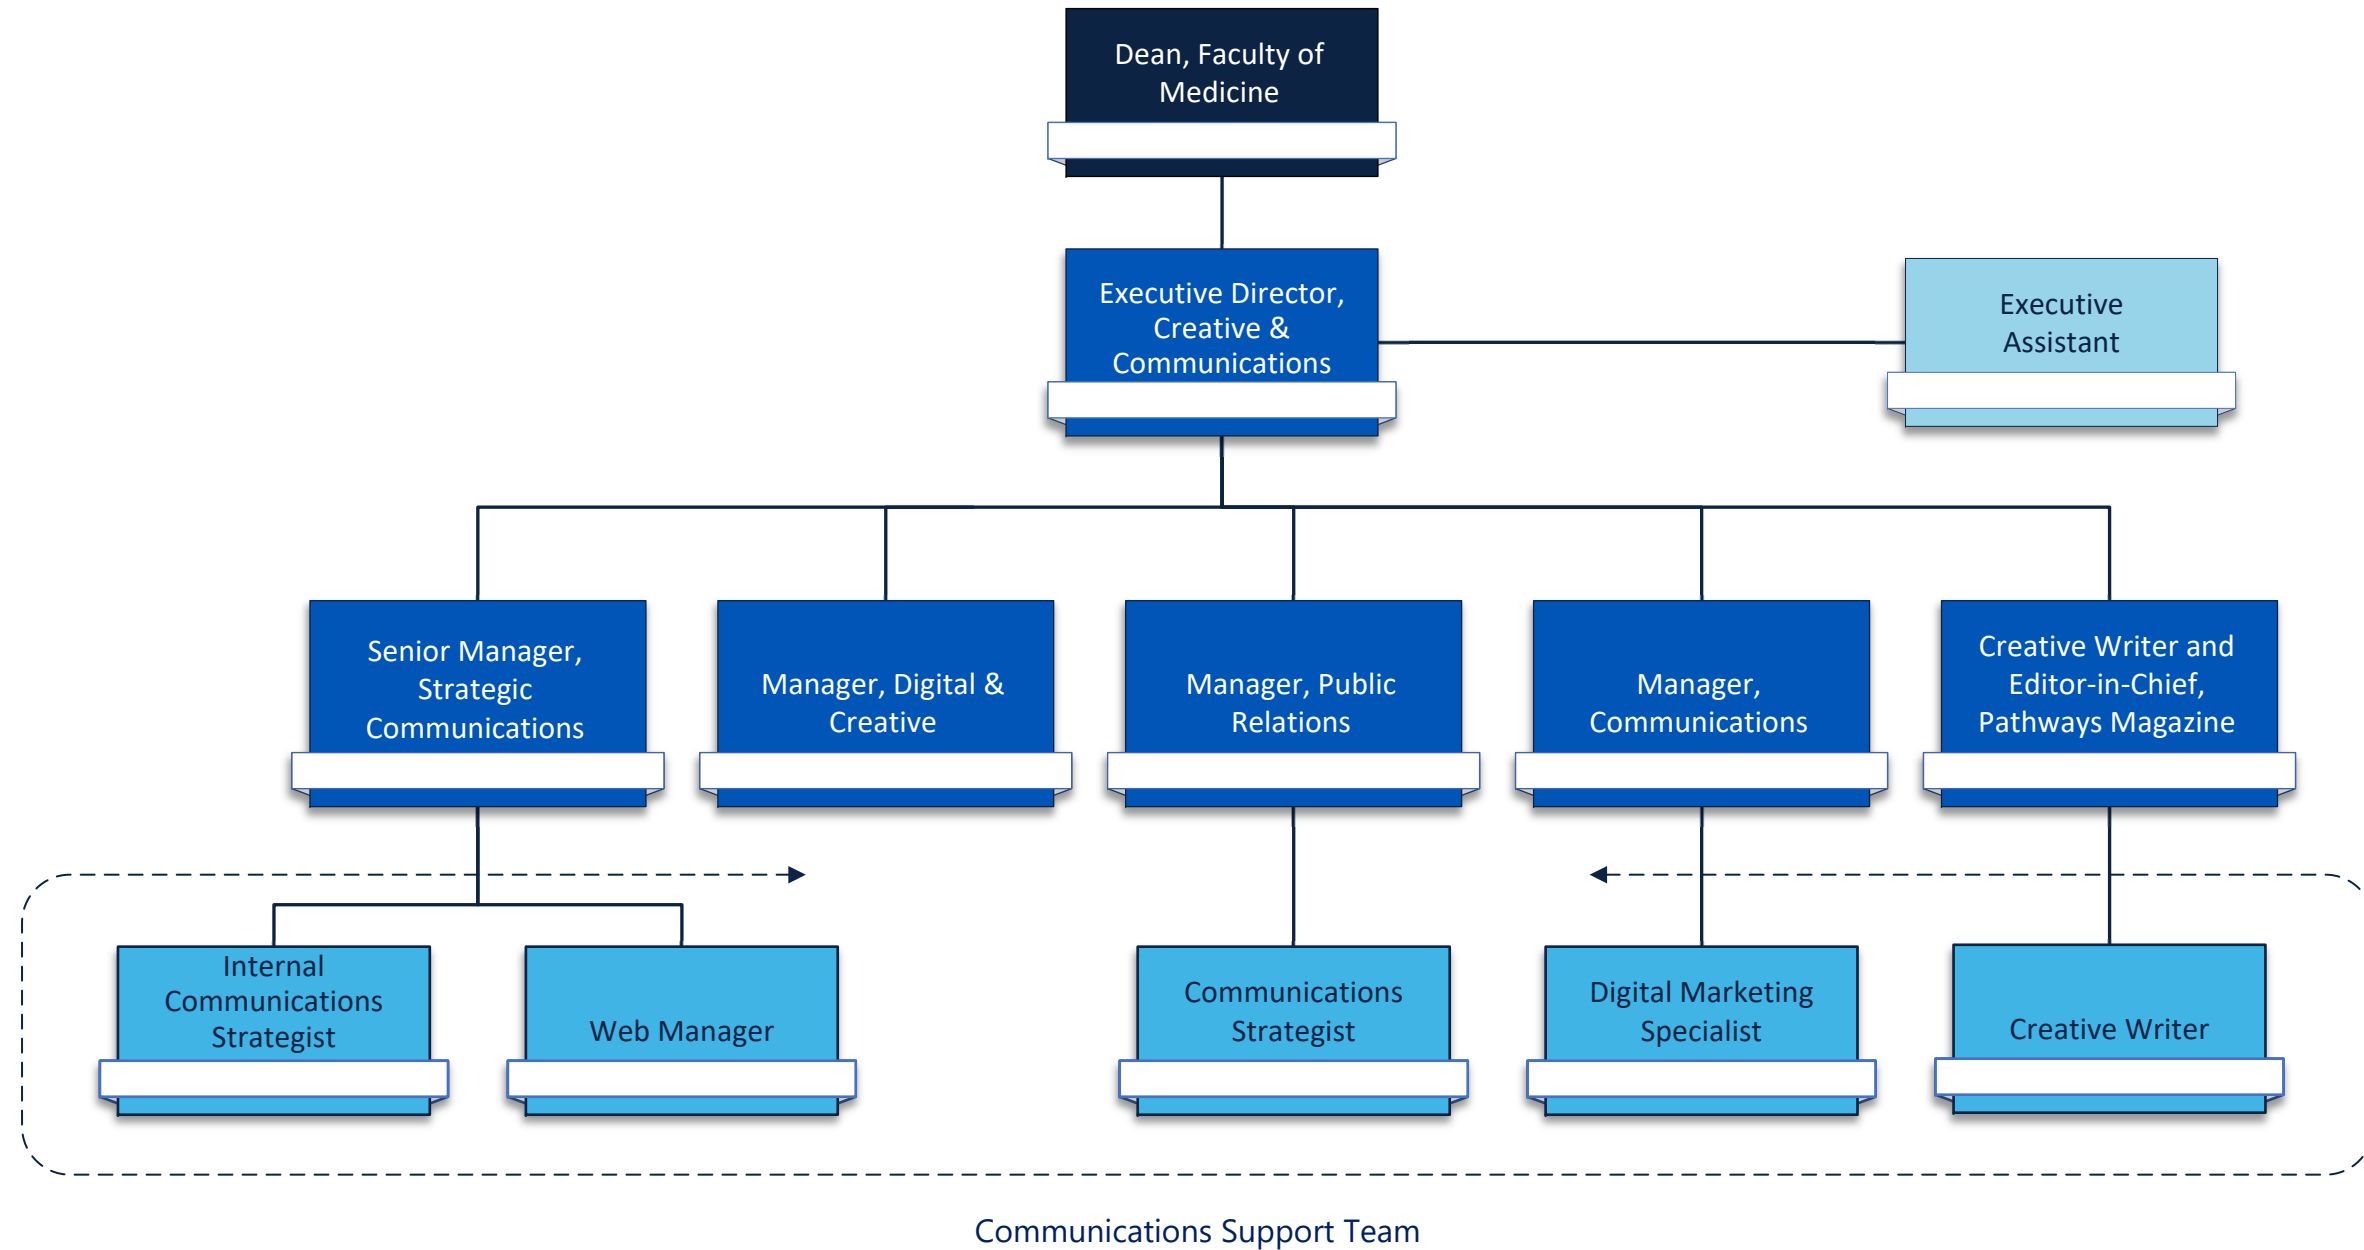 Dean, Faculty of
Medicine
Executive Director,
Creative &
Communications
Executive
Assistant
Senior Manager,
Strategic
Communications
Manager, Digital &
Creative
Manager, Public
Relations
Manager,
Communications
Creative Writer and
Editor-in-Chief,
Pathways Magazine
Internal
Communications
Strategist
Web Manager
Communications
Strategist
Digital Marketing
Specialist
Creative Writer
Communications Support Team